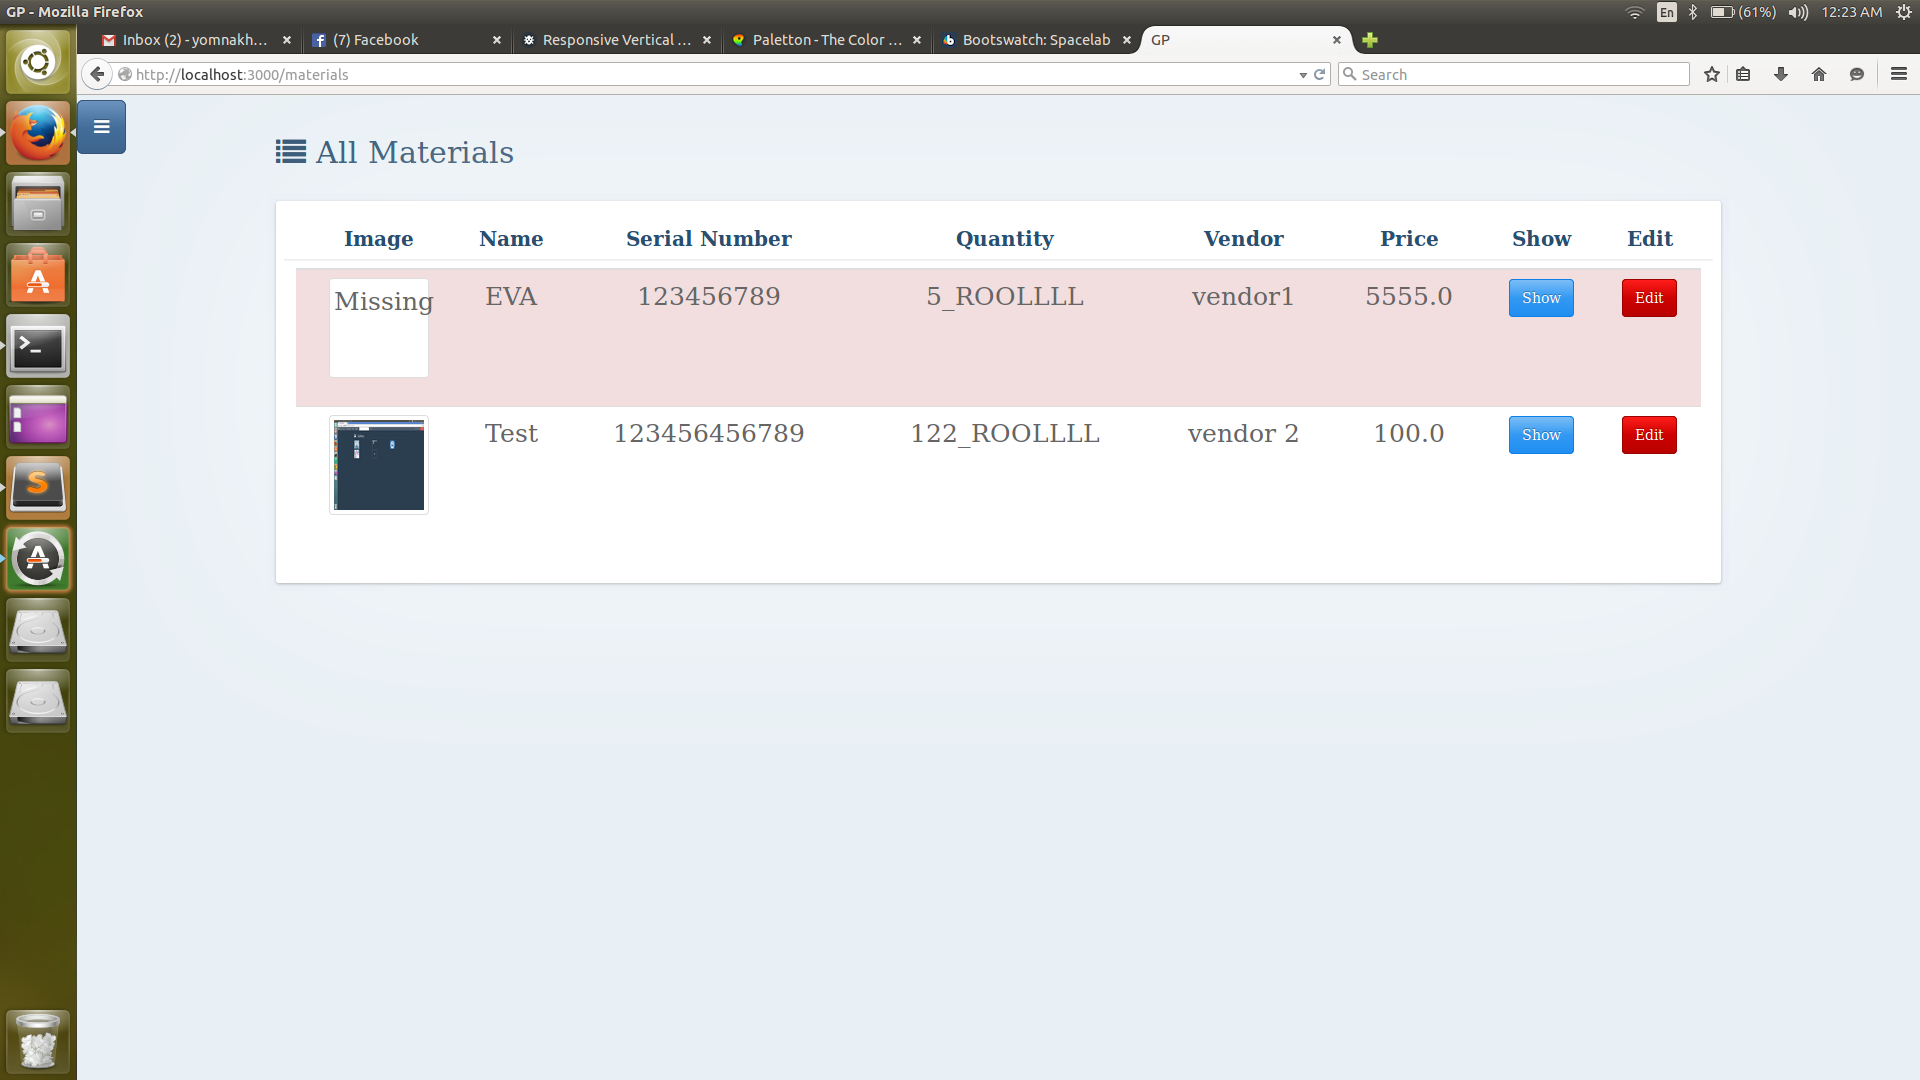 GP - Mozilla Firefox
En (61%) 12:23 AM
Inbox (2) - yomnakh... (7) Facebook Responsive Vertical ... Paletton - The Color ... Bootswatch: Spacelab GP
http://localhost:3000/materials Search
All Materials
Image Name Serial Number Quantity Vendor Price Show Edit
Missing EVA 123456789 5_ROOLLLL vendor1 5555.0 Show Edit
Test 123456456789 122_ROOLLLL vendor 2 100.0 Show Edit